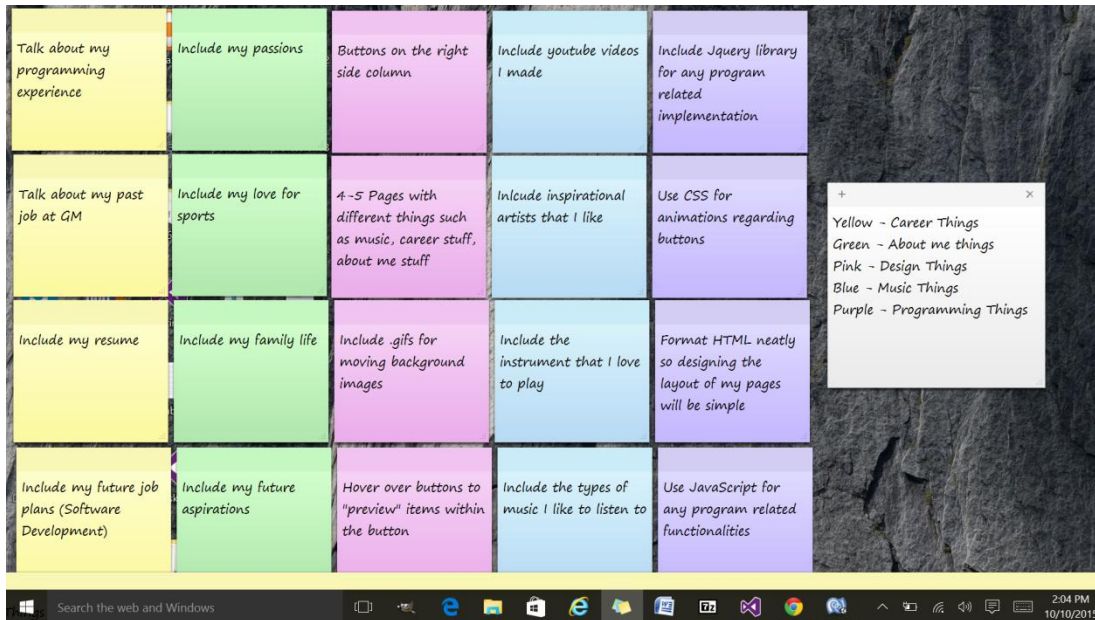 Talk about my
programming
experience
Include my passions
Buttons on the right
side column
Include youtube videos
I made
Include Jquery library
for any program
related
implementation
Talk about my past
job at GM
Include my love for
sports
4-5 Pages with
different things such
as music, career stuff,
about me stuff
Inlcude inspirational
artists that I like
Use CSS for
animations regarding
buttons
+
×
Yellow - Career Things
Green - About me things
Pink - Design Things
Blue - Music Things
Purple - Programming Things
Include my resume
Include my family life
Include .gifs for
moving background
images
Include the
instrument that I love
to play
Format HTML neatly
so designing the
layout of my pages
will be simple
Include my future job
plans (Software
Development)
Include my future
aspirations
Hover over buttons to
"preview" items within
the button
Include the types of
music I like to listen to
Use JavaScript for
any program related
functionalities
Things
Search the web and Windows
7z
2:04 PM
10/10/2015